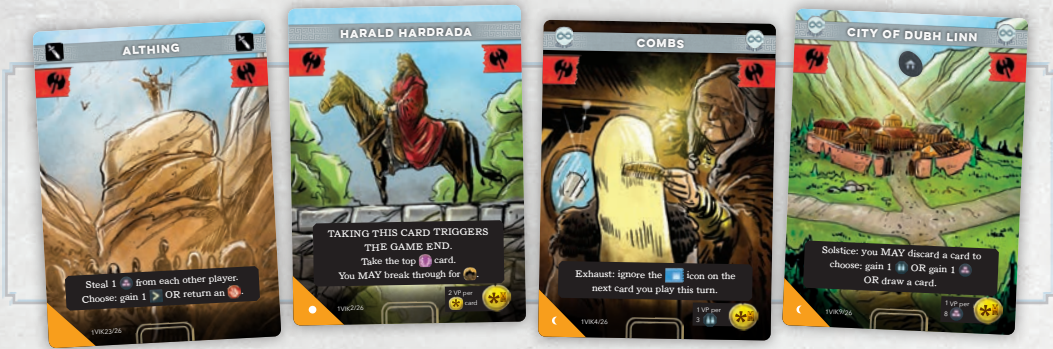 ALTHING
Steal 1 from each other player.
Choose: gain 1 OR return an .
1VIK23/26
HARALD HARDRADA
TAKING THIS CARD TRIGGERS
THE GAME END.
Take the top card.
You MAY break through for .
2 VP per
card
1VIK2/26
COMBS
Exhaust: ignore the icon on the
next card you play this turn.
1 VP per
3
1VIK4/26
CITY OF DUBH LINN
Solstice: you MAY discard a card to
choose: gain 1 OR gain 1
OR draw a card.
1 VP per
8
1VIK9/26